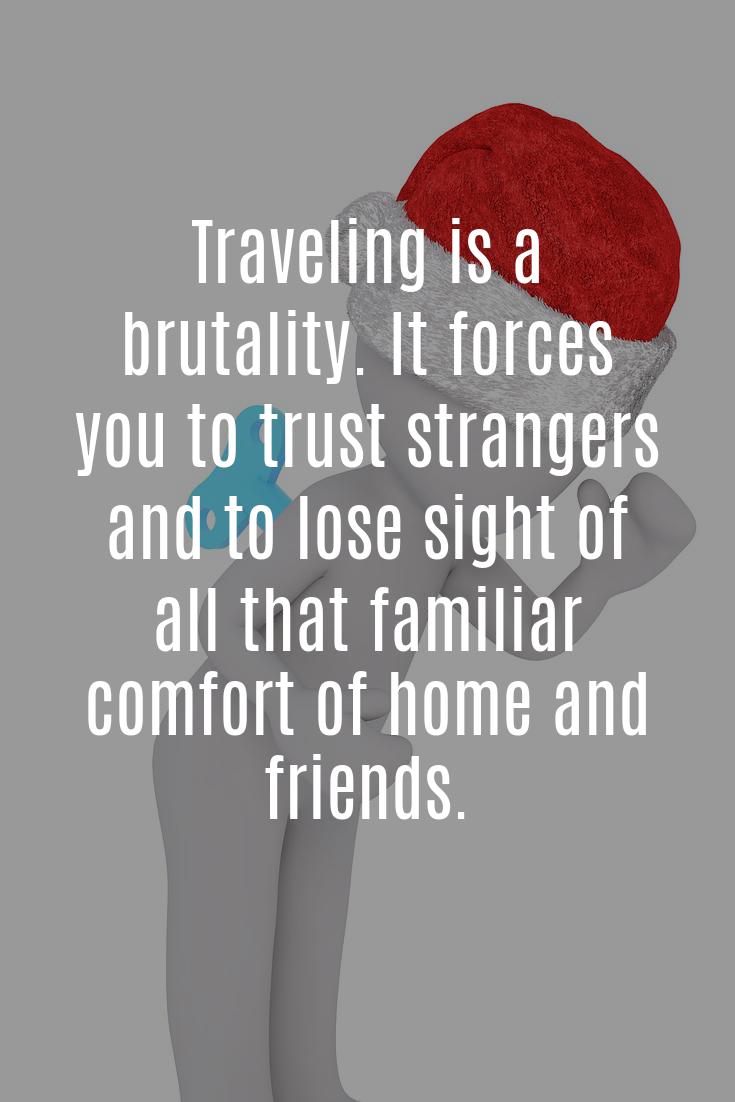 Traveling is a
brutality. It forces
you to trust strangers
and to lose sight of
all that familiar
comfort of home and
friends.